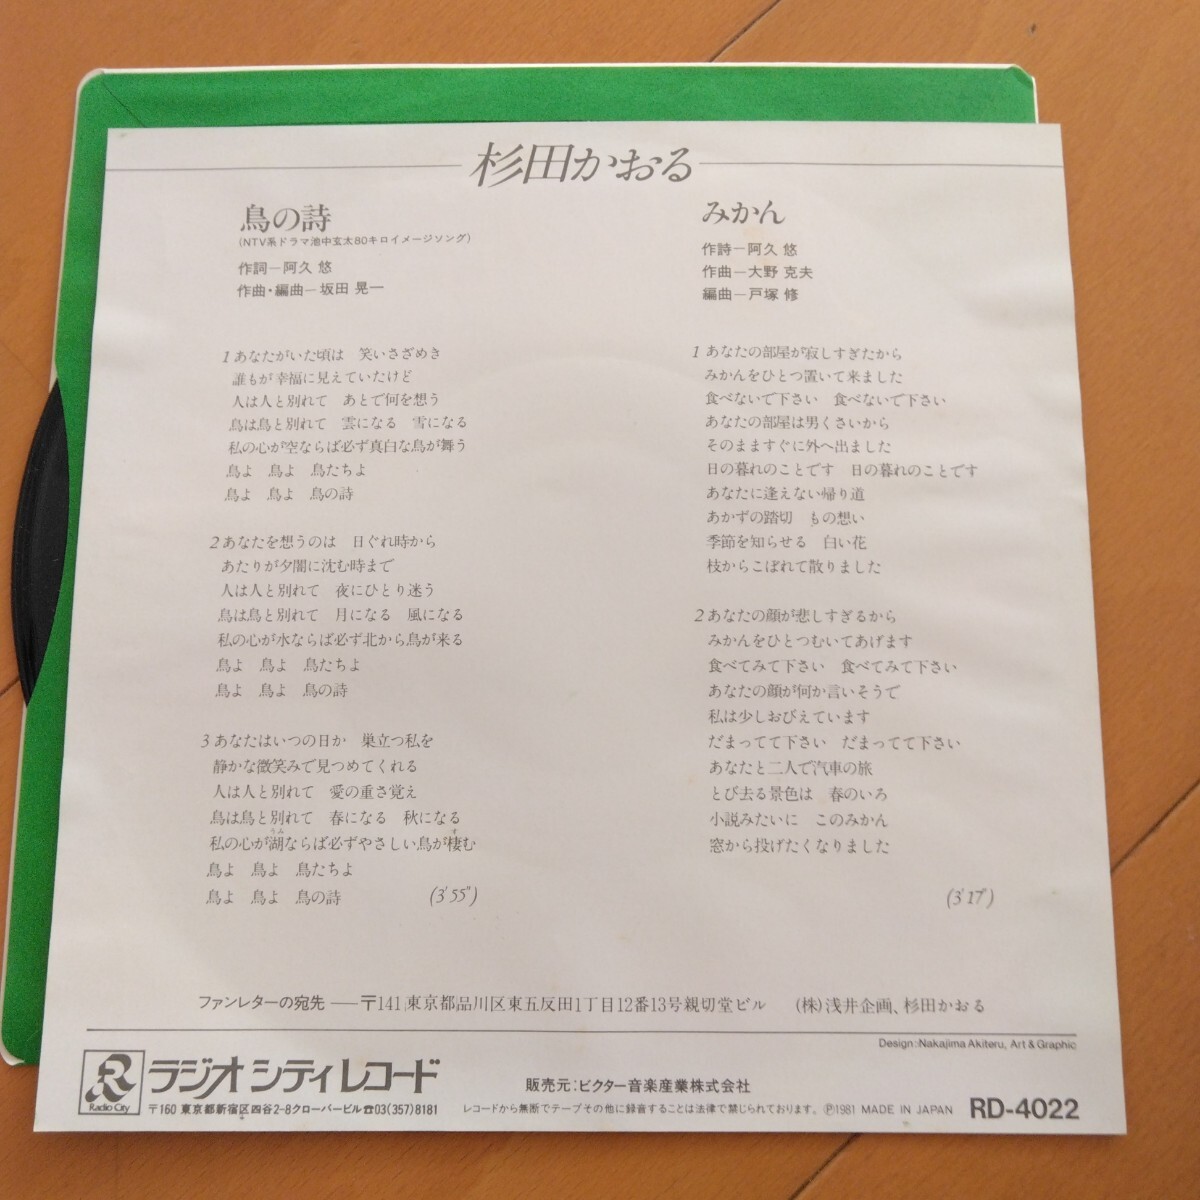 杉田かおる
鳥の詩
(NTV系ドラマ池中玄太80キロイメージソング)
作詞—阿久 悠
作曲・編曲—坂田 晃一
1 あなたがいた頃は 笑いさざめき
誰もが幸福に見えていたけど
人は人と別れて あとで何を想う
鳥は鳥と別れて 雲になる 雪になる
私の心が空ならば必ず真白な鳥が舞う
鳥よ 鳥よ 鳥たちよ
鳥よ 鳥よ 鳥の詩
2 あなたを想うのは 日ぐれ時から
あたりが夕闇に沈む時まで
人は人と別れて 夜にひとり迷う
鳥は鳥と別れて 月になる 風になる
私の心が水ならば必ず北から鳥が来る
鳥よ 鳥よ 鳥たちよ
鳥よ 鳥よ 鳥の詩
3 あなたはいつの日か 巣立つ私を
静かな微笑みで見つめてくれる
人は人と別れて 愛の重さ覚え
鳥は鳥と別れて 春になる 秋になる
うみ す
私の心が湖ならば必ずやさしい鳥が棲む
鳥よ 鳥よ 鳥たちよ
鳥よ 鳥よ 鳥の詩 (3′55″)
みかん
作詩—阿久 悠
作曲—大野 克夫
編曲—戸塚 修
1 あなたの部屋が寂しすぎたから
みかんをひとつ置いて来ました
食べないで下さい 食べないで下さい
あなたの部屋は男くさいから
そのまますぐに外へ出ました
日の暮れのことです 日の暮れのことです
あなたに逢えない帰り道
あかずの踏切 もの想い
季節を知らせる 白い花
枝からこぼれて散りました
2 あなたの顔が悲しすぎるから
みかんをひとつむいてあげます
食べてみて下さい 食べてみて下さい
あなたの顔が何か言いそうで
私は少しおびえています
だまってて下さい だまってて下さい
あなたと二人で汽車の旅
とび去る景色は 春のいろ
小説みたいに このみかん
窓から投げたくなりました
(3′17″)
ファンレターの宛先——〒141 東京都品川区東五反田1丁目12番13号親切堂ビル (株)浅井企画、杉田かおる
Design:Nakajima Akiteru, Art & Graphic
R Radio City
ラジオシティレコード
〒160 東京都新宿区四谷2-8クローバービル☎03(357)8181
販売元:ビクター音楽産業株式会社
レコードから無断でテープその他に録音することは法律で禁じられております。 Ⓟ1981 MADE IN JAPAN RD-4022